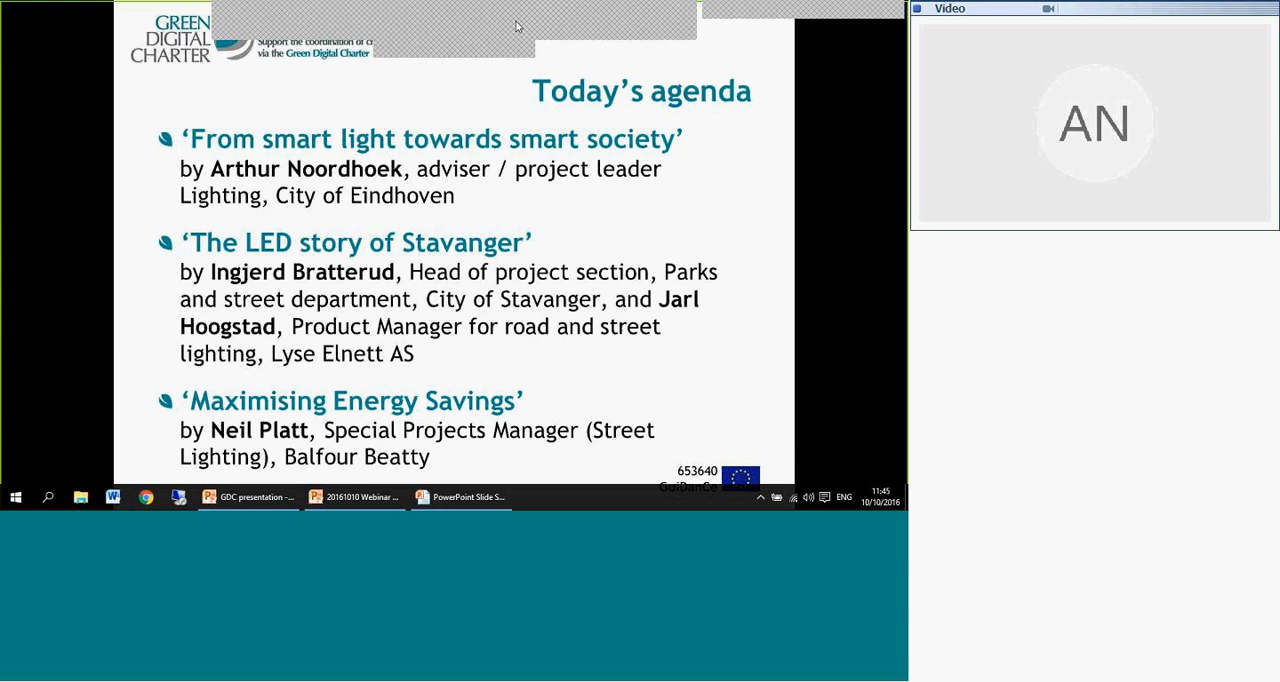 Video
GREEN
DIGITAL
CHARTER
Support the coordination of
via the Green Digital Charter
Today’s agenda
‘From smart light towards smart society’
by Arthur Noordhoek, adviser / project leader
Lighting, City of Eindhoven
AN
‘The LED story of Stavanger’
by Ingjerd Bratterud, Head of project section, Parks
and street department, City of Stavanger, and Jarl
Hoogstad, Product Manager for road and street
lighting, Lyse Elnett AS
‘Maximising Energy Savings’
by Neil Platt, Special Projects Manager (Street
Lighting), Balfour Beatty
653640
GuiDanCe
GDC presentation -...
20161010 Webinar ...
PowerPoint Slide S...
ENG
11:45
10/10/2016